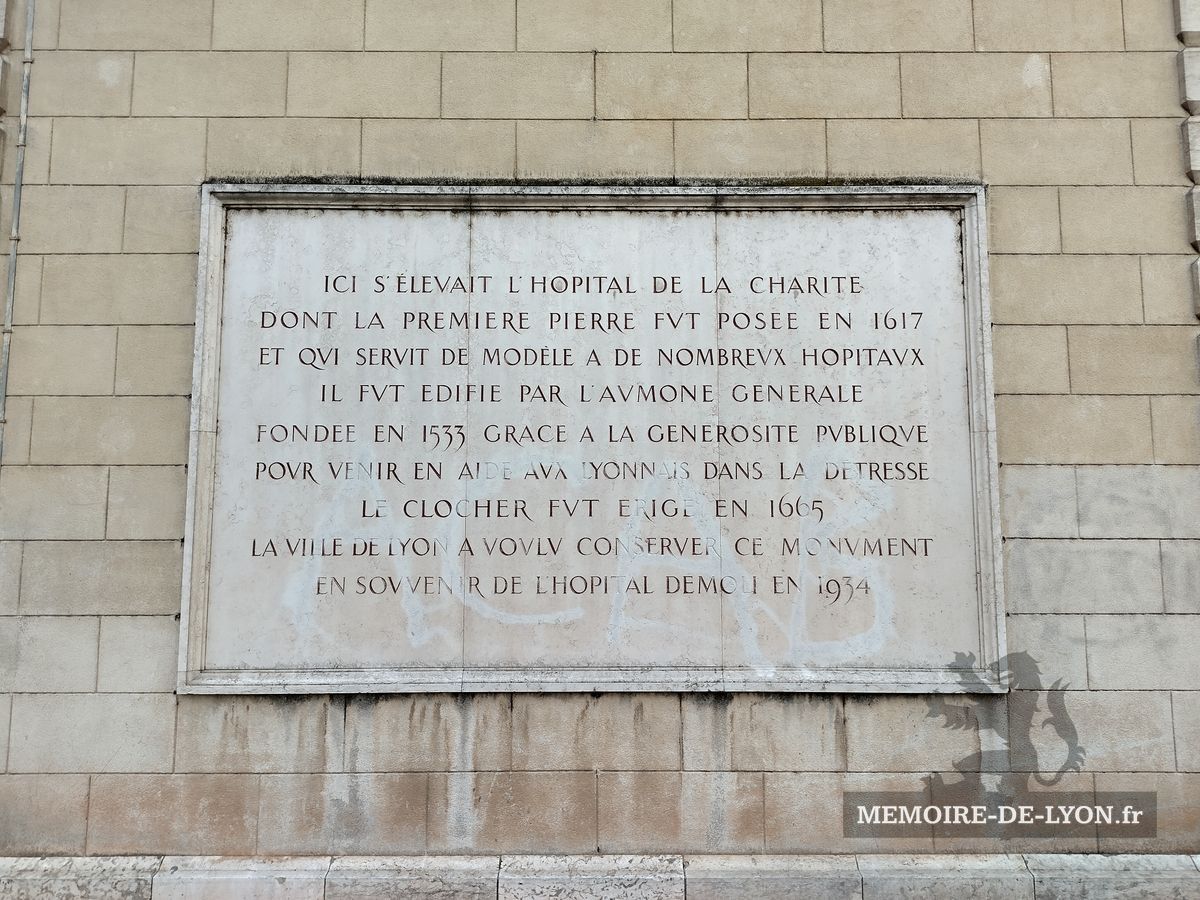 ICI S'ÉLEVAIT L'HOPITAL DE LA CHARITE
DONT LA PREMIERE PIERRE FVT POSEE EN 1617
ET QVI SERVIT DE MODÈLE A DE NOMBREVX HOPITAVX
IL FVT EDIFIE PAR L'AVMONE GENERALE
FONDEE EN 1533 GRACE A LA GENEROSITE PVBLIQVE
POVR VENIR EN AIDE AVX LYONNAIS DANS LA DETRESSE
LE CLOCHER FVT ERIGE EN 1665
LA VILLE DE LYON A VOVLV CONSERVER CE MONVMENT
EN SOVVENIR DE L'HOPITAL DEMOLI EN 1934
MEMOIRE-DE-LYON.fr